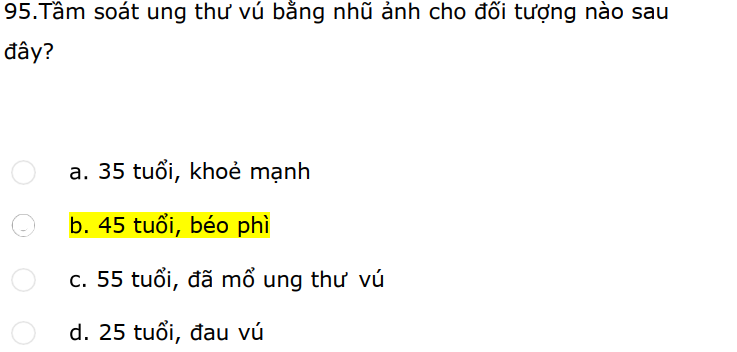 95.Tầm soát ung thư vú bằng nhũ ảnh cho đối tượng nào sau
đây?
a. 35 tuổi, khoẻ mạnh
b. 45 tuổi, béo phì
c. 55 tuổi, đã mổ ung thư vú
d. 25 tuổi, đau vú